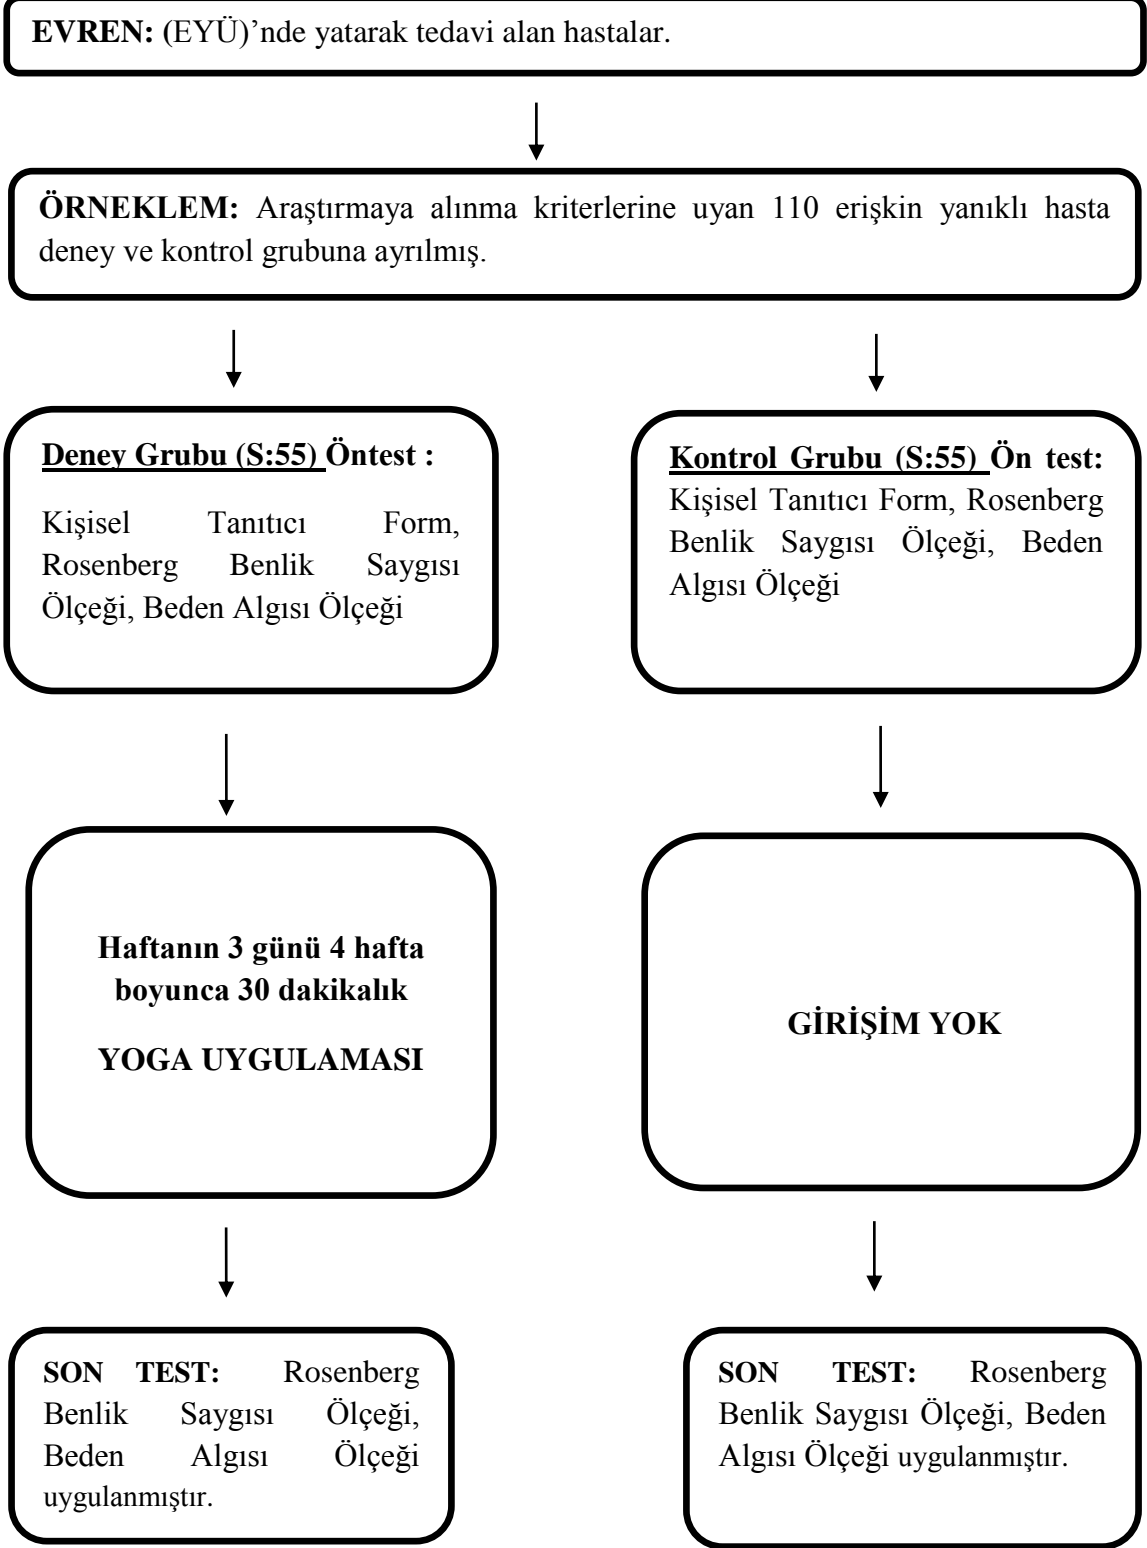 EVREN: (EYÜ)’nde yatarak tedavi alan hastalar.
ÖRNEKLEM: Araştırmaya alınma kriterlerine uyan 110 erişkin yanıklı hasta
deney ve kontrol grubuna ayrılmış.
Deney Grubu (S:55) Öntest :
Kişisel Tanıtıcı Form,
Rosenberg Benlik Saygısı
Ölçeği, Beden Algısı Ölçeği
Kontrol Grubu (S:55) Ön test:
Kişisel Tanıtıcı Form, Rosenberg
Benlik Saygısı Ölçeği, Beden
Algısı Ölçeği
Haftanın 3 günü 4 hafta
boyunca 30 dakikalık
YOGA UYGULAMASI
GİRİŞİM YOK
SON TEST: Rosenberg
Benlik Saygısı Ölçeği,
Beden Algısı Ölçeği
uygulanmıştır.
SON TEST: Rosenberg
Benlik Saygısı Ölçeği, Beden
Algısı Ölçeği uygulanmıştır.